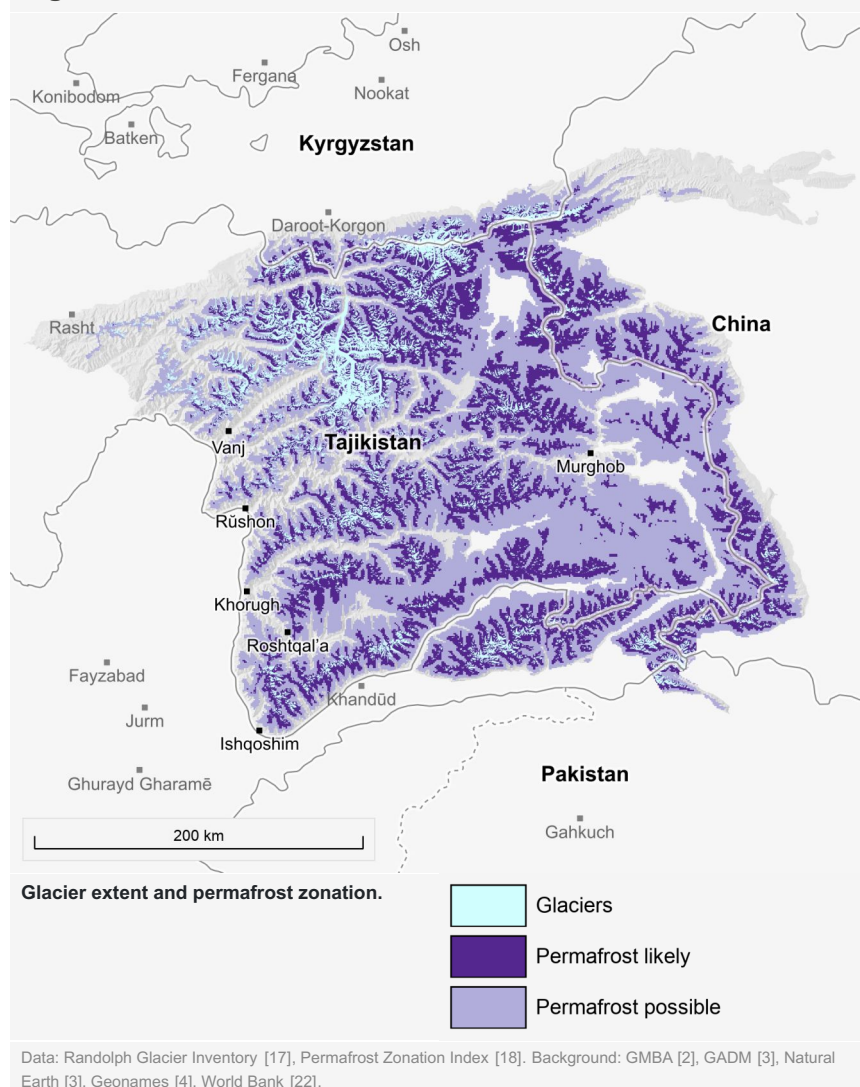 Osh
Fergana
Konibodom
Nookat
Batken
Kyrgyzstan
Daroot-Korgon
Rasht
China
Vanj
Tajikistan
Murghob
Rŭshon
Khorugh
Roshtqal'a
Fayzabad
Khandūd
Jurm
Ishqoshim
Ghurayd Gharamē
Pakistan
200 km
Gahkuch
Glacier extent and permafrost zonation.
Glaciers
Permafrost likely
Permafrost possible
Data: Randolph Glacier Inventory [17], Permafrost Zonation Index [18]. Background: GMBA [2], GADM [3], Natural
Earth [3], Geonames [4], World Bank [22].